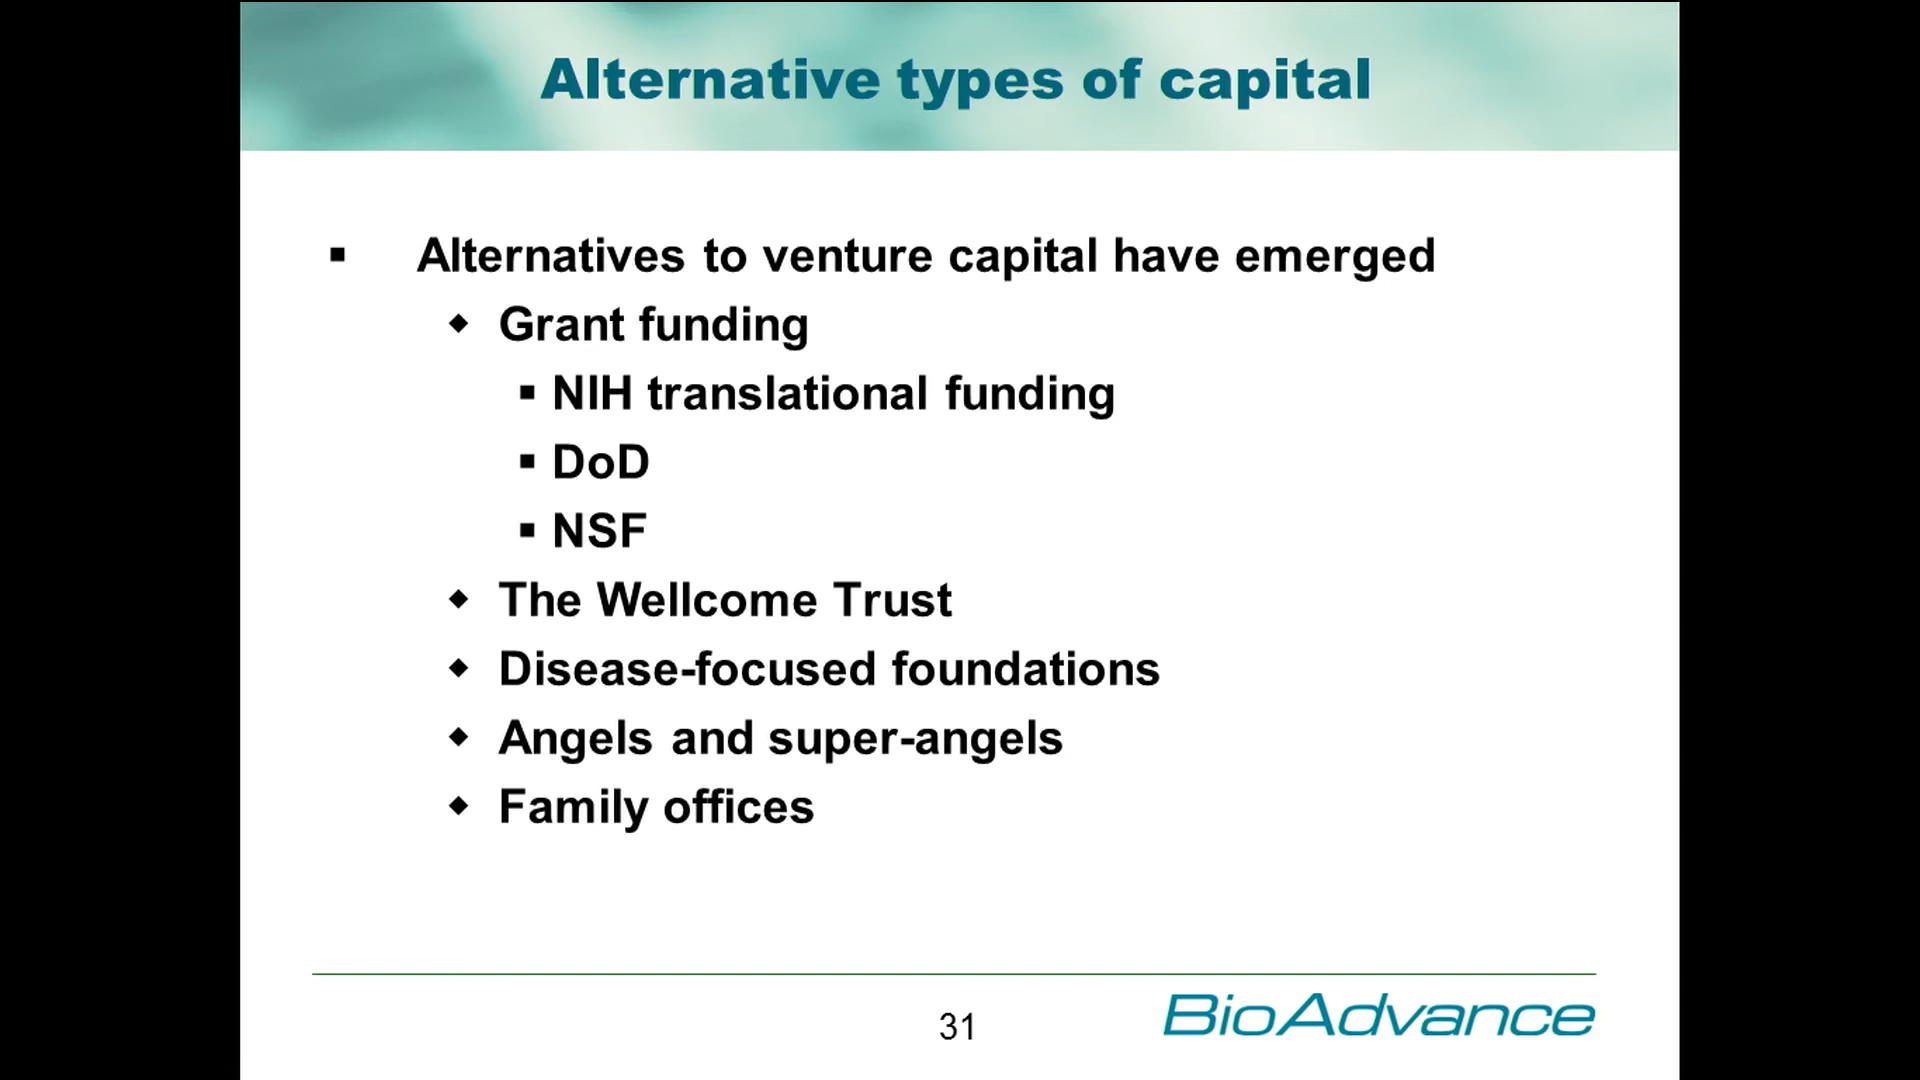 Alternative types of capital
▪ Alternatives to venture capital have emerged
◆ Grant funding
▪ NIH translational funding
▪ DoD
▪ NSF
◆ The Wellcome Trust
◆ Disease-focused foundations
◆ Angels and super-angels
◆ Family offices
31
BioAdvance